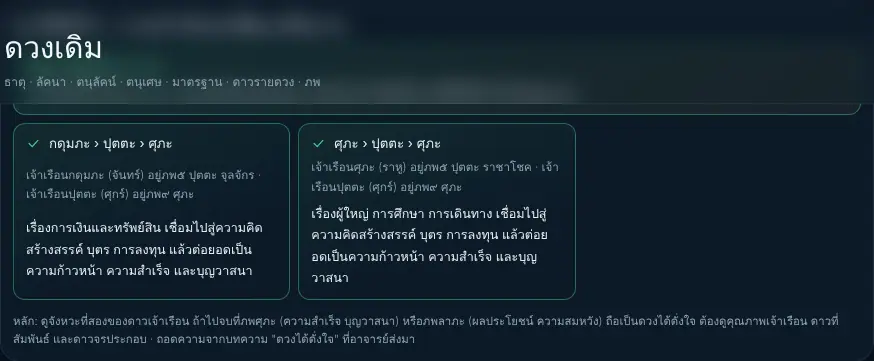 ดวงเดิม
ธาตุ · ลัคนา · ตนุลัคน์ · ตนุเศษ · มาตรฐาน · ดาวรายดวง · ภพ
✓ กดุมภะ › ปุตตะ › ศุภะ
เจ้าเรือนกดุมภะ (จันทร์) อยู่ภพ๕ ปุตตะ จุลจักร ·
เจ้าเรือนปุตตะ (ศุกร์) อยู่ภพ๙ ศุภะ
เรื่องการเงินและทรัพย์สิน เชื่อมไปสู่ความคิด
สร้างสรรค์ บุตร การลงทุน แล้วต่อยอดเป็น
ความก้าวหน้า ความสำเร็จ และบุญวาสนา
✓ ศุภะ › ปุตตะ › ศุภะ
เจ้าเรือนศุภะ (ราหู) อยู่ภพ๕ ปุตตะ ราชาโชค · เจ้า
เรือนปุตตะ (ศุกร์) อยู่ภพ๙ ศุภะ
เรื่องผู้ใหญ่ การศึกษา การเดินทาง เชื่อมไปสู่
ความคิดสร้างสรรค์ บุตร การลงทุน แล้วต่อย
อดเป็นความก้าวหน้า ความสำเร็จ และบุญ
วาสนา
หลัก: ดูจังหวะที่สองของดาวเจ้าเรือน ถ้าไปจบที่ภพศุภะ (ความสำเร็จ บุญวาสนา) หรือภพลาภะ (ผลประโยชน์ ความสมหวัง) ถือเป็นดวงได้ดั่งใจ ต้องดูคุณภาพเจ้าเรือน ดาวที่
สัมพันธ์ และดาวจรประกอบ · ถอดความจากบทความ "ดวงได้ดั่งใจ" ที่อาจารย์ส่งมา